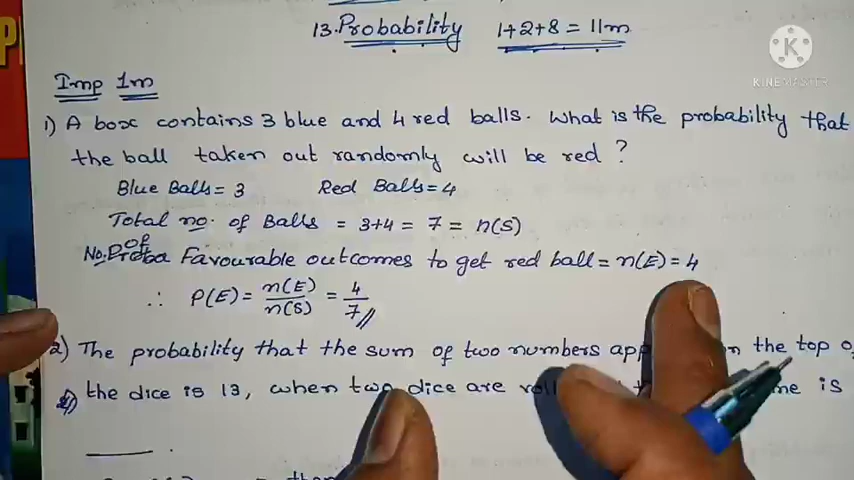 13. Probability 1+2+8 = 11m
KINEMASTER
Imp 1m
1) A box contains 3 blue and 4 red balls. What is the probability that
the ball taken out randomly will be red ?
Blue Balls = 3 Red Balls = 4
Total no. of Balls = 3+4 = 7 = n(S)
No. of Favourable outcomes to get red ball = n(E) = 4
∴ P(E) = n(E)/n(S) = 4/7 //
2) The probability that the sum of two numbers app the top
the dice is 13, when two dice are is